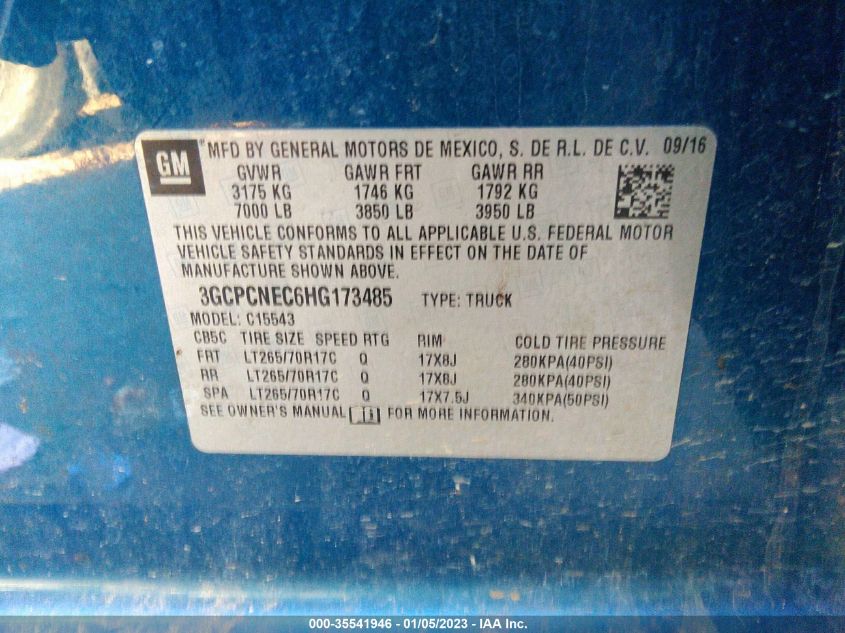 GM
MFD BY GENERAL MOTORS DE MEXICO, S. DE R.L. DE C.V. 09/16
GVWR GAWR FRT GAWR RR
3175 KG 1746 KG 1792 KG
7000 LB 3850 LB 3950 LB
THIS VEHICLE CONFORMS TO ALL APPLICABLE U.S. FEDERAL MOTOR
VEHICLE SAFETY STANDARDS IN EFFECT ON THE DATE OF
MANUFACTURE SHOWN ABOVE.
3GCPCNEC6HG173485 TYPE: TRUCK
MODEL: C15543
CB5C TIRE SIZE SPEED RTG RIM COLD TIRE PRESSURE
FRT LT265/70R17C Q 17X8J 280KPA(40PSI)
RR LT265/70R17C Q 17X8J 280KPA(40PSI)
SPA LT265/70R17C Q 17X7.5J 340KPA(50PSI)
SEE OWNER'S MANUAL FOR MORE INFORMATION.
000-35541946 - 01/05/2023 - IAA Inc.